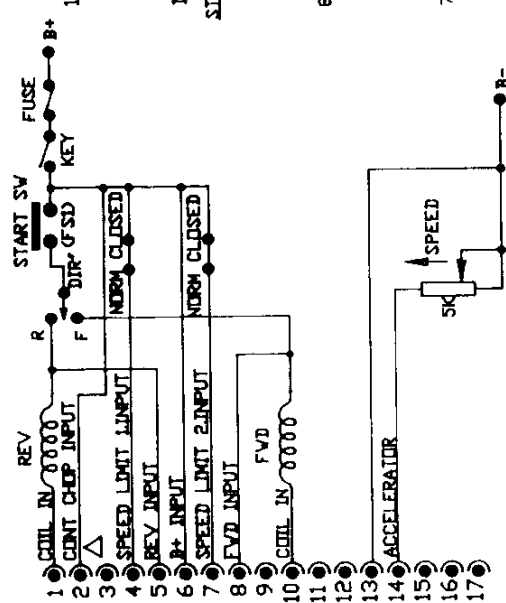 B+
FUSE
KEY
START SW
(FS1)
DIR'
R
F
REV
COIL IN
CONT CHOP INPUT
SPEED LIMIT 1.INPUT
NORM CLOSED
REV INPUT
B+ INPUT
SPEED LIMIT 2.INPUT
NORM CLOSED
FWD INPUT
FWD
COIL IN
ACCELERATOR
5K
SPEED
B-
1
2
3
4
5
6
7
8
9
10
11
12
13
14
15
16
17